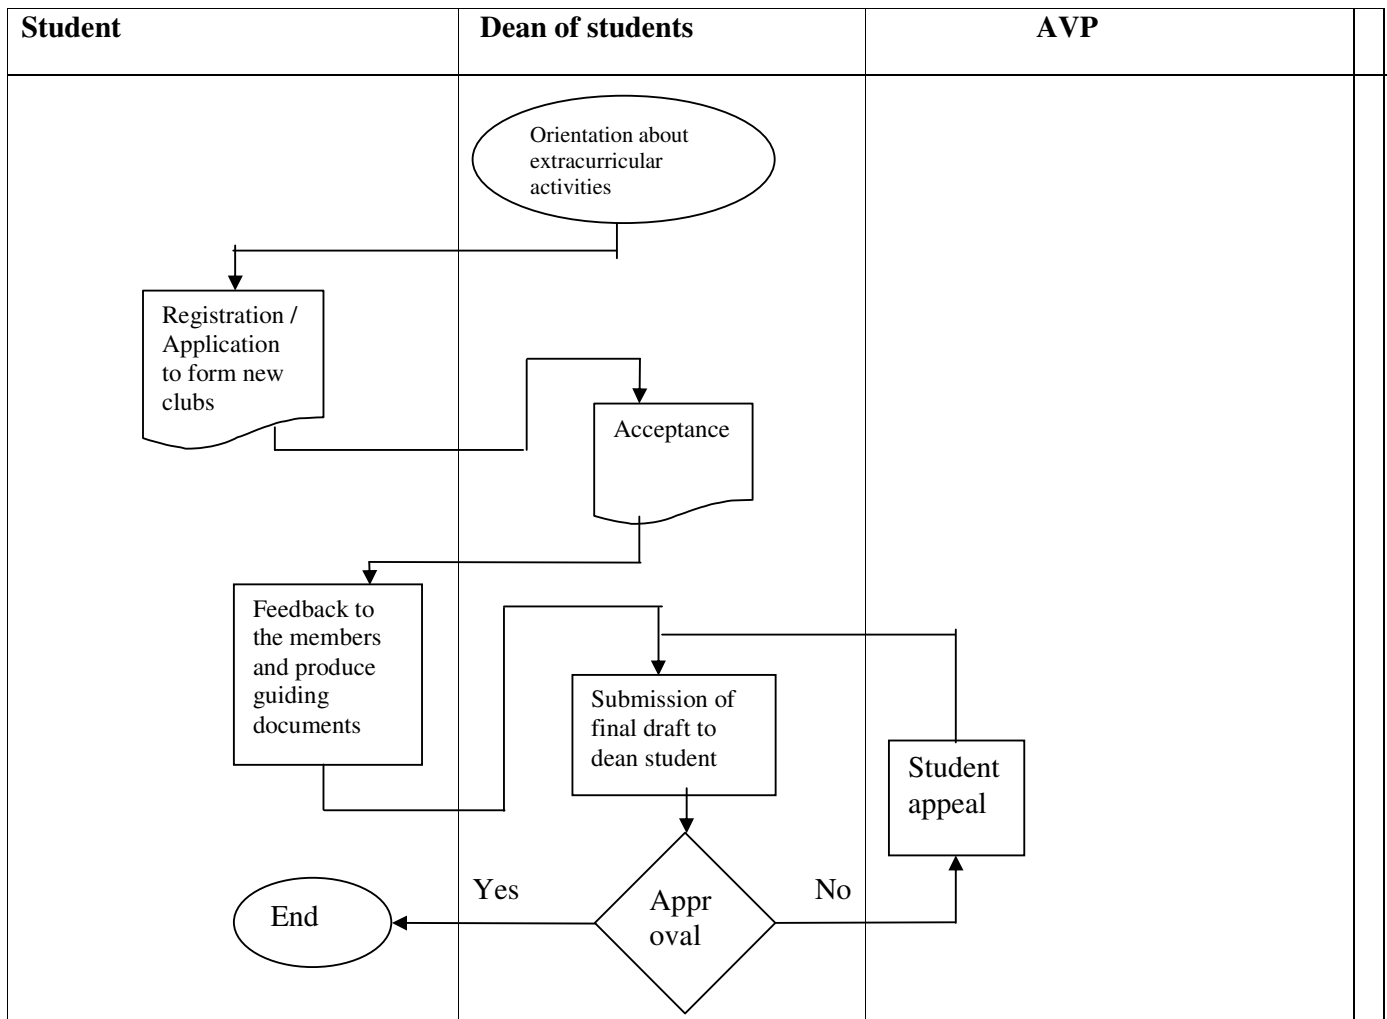 Student
Dean of students
AVP
Orientation about
extracurricular
activities
Registration /
Application
to form new
clubs
Acceptance
Feedback to
the members
and produce
guiding
documents
Submission of
final draft to
dean student
Student
appeal
Yes
No
Appr
oval
End